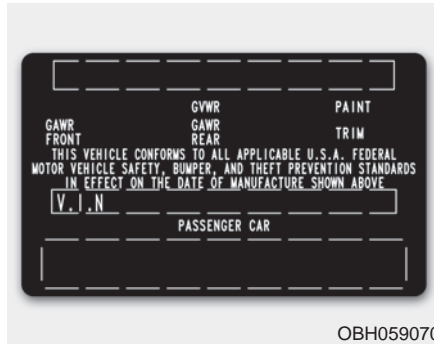 GVWR PAINT
GAWR FRONT GAWR REAR TRIM
THIS VEHICLE CONFORMS TO ALL APPLICABLE U.S.A. FEDERAL
MOTOR VEHICLE SAFETY, BUMPER, AND THEFT PREVENTION STANDARDS
IN EFFECT ON THE DATE OF MANUFACTURE SHOWN ABOVE
V.I.N
PASSENGER CAR
OBH059070